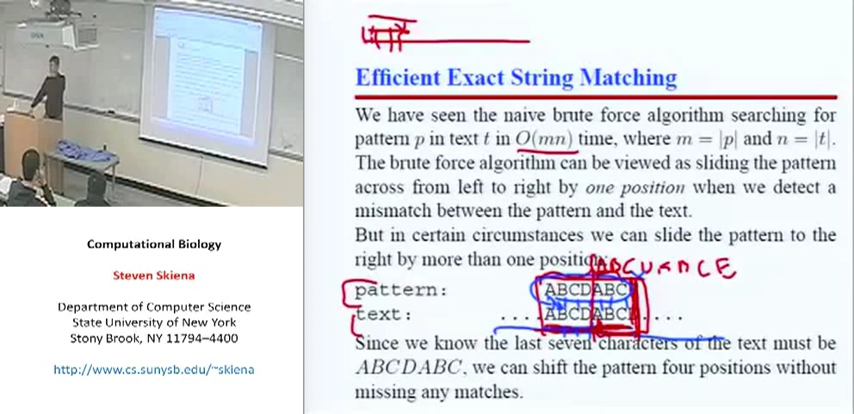 Efficient Exact String Matching
We have seen the naive brute force algorithm searching for
pattern p in text t in O(mn) time, where m = |p| and n = |t|.
The brute force algorithm can be viewed as sliding the pattern
across from left to right by one position when we detect a
mismatch between the pattern and the text.
But in certain circumstances we can slide the pattern to the
right by more than one position:
pattern: ABCDABC
text: ....ABCDABC....
Since we know the last seven characters of the text must be
ABCDABC, we can shift the pattern four positions without
missing any matches.
Computational Biology
Steven Skiena
Department of Computer Science
State University of New York
Stony Brook, NY 11794–4400
http://www.cs.sunysb.edu/~skiena